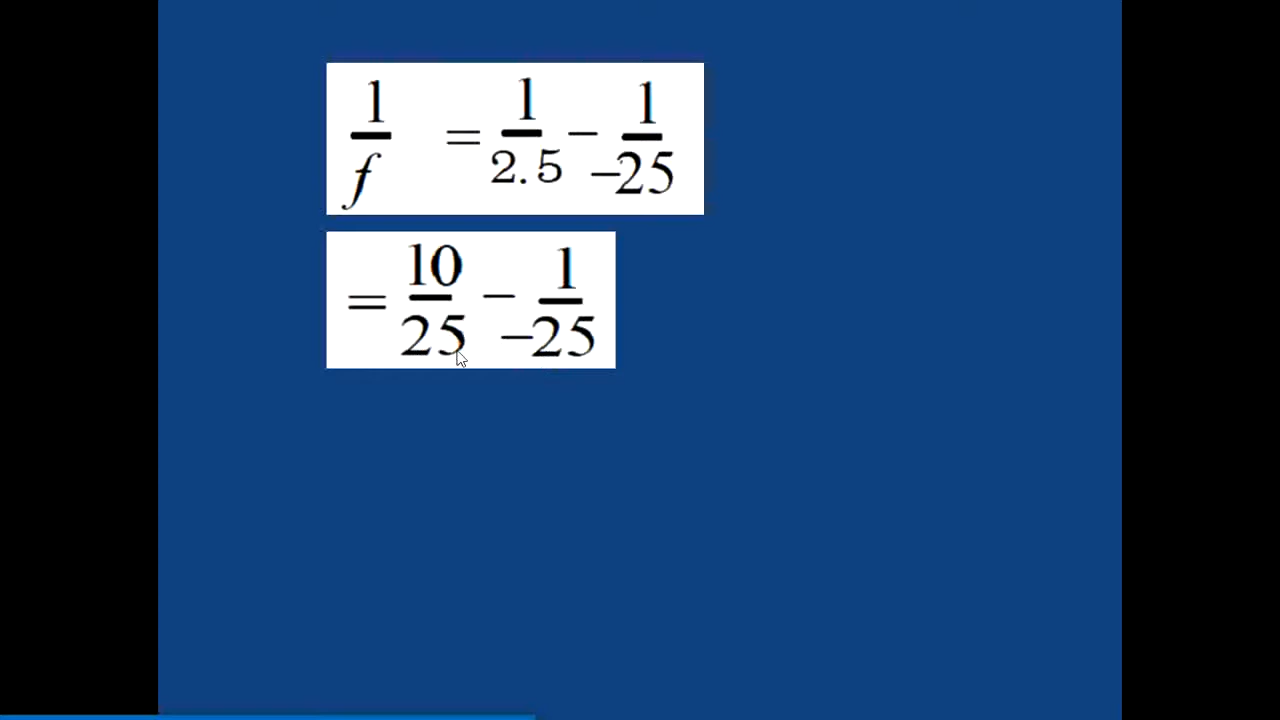 1/f = 1/2.5 − 1/−25
= 10/25 − 1/−25